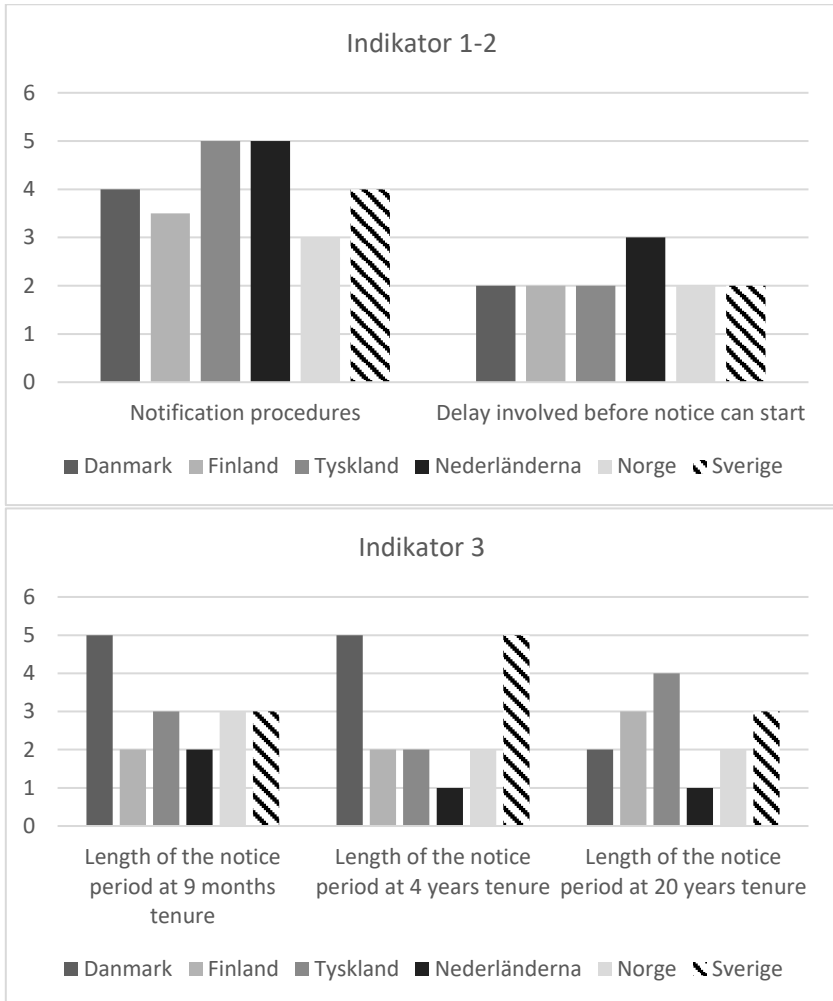 Indikator 1-2
6
5
4
3
2
1
0
Notification procedures
Delay involved before notice can start
Danmark Finland Tyskland Nederländerna Norge Sverige
Indikator 3
6
5
4
3
2
1
0
Length of the notice period at 9 months tenure
Length of the notice period at 4 years tenure
Length of the notice period at 20 years tenure
Danmark Finland Tyskland Nederländerna Norge Sverige